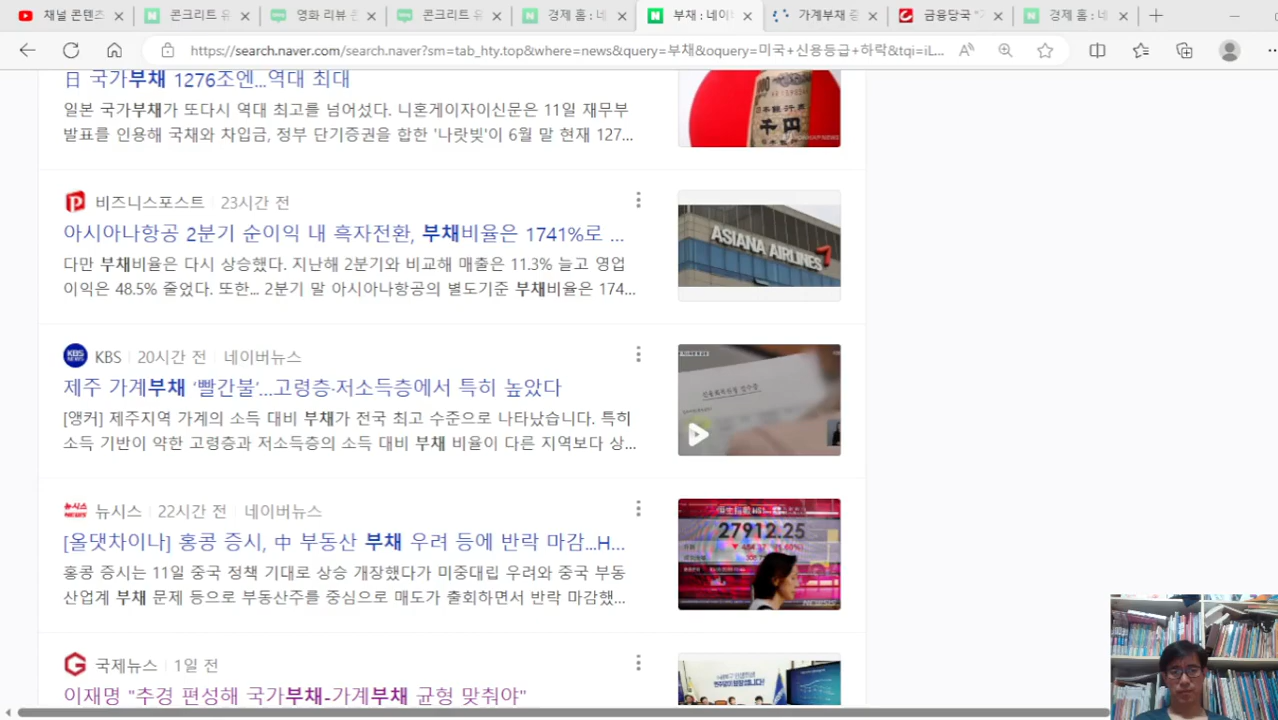 채널 콘텐츠
콘크리트 유
영화 리뷰 콘
콘크리트 유
경제 홈 : 네
부채 : 네이버
가계부채 증
금융당국 "가
경제 홈 : 네
https://search.naver.com/search.naver?sm=tab_hty.top&where=news&query=부채&oquery=미국+신용등급+하락&tqi=iL...
日 국가부채 1276조엔...역대 최대
일본 국가부채가 또다시 역대 최고를 넘어섰다. 니혼게이자이신문은 11일 재무부
발표를 인용해 국채와 차입금, 정부 단기증권을 합한 '나랏빚'이 6월 말 현재 127...
千円
비즈니스포스트 23시간 전
아시아나항공 2분기 순이익 내 흑자전환, 부채비율은 1741%로 ...
다만 부채비율은 다시 상승했다. 지난해 2분기와 비교해 매출은 11.3% 늘고 영업
이익은 48.5% 줄었다. 또한... 2분기 말 아시아나항공의 별도기준 부채비율은 174...
ASIANA AIRLINES
KBS 20시간 전 네이버뉴스
제주 가계부채 '빨간불'...고령층·저소득층에서 특히 높았다
[앵커] 제주지역 가계의 소득 대비 부채가 전국 최고 수준으로 나타났습니다. 특히
소득 기반이 약한 고령층과 저소득층의 소득 대비 부채 비율이 다른 지역보다 상...
뉴시스 22시간 전 네이버뉴스
[올댓차이나] 홍콩 증시, 中 부동산 부채 우려 등에 반락 마감...H...
홍콩 증시는 11일 중국 정책 기대로 상승 개장했다가 미중대립 우려와 중국 부동
산업계 부채 문제 등으로 부동산주를 중심으로 매도가 출회하면서 반락 마감했...
27912.25
국제뉴스 1일 전
이재명 "추경 편성해 국가부채-가계부채 균형 맞춰야"